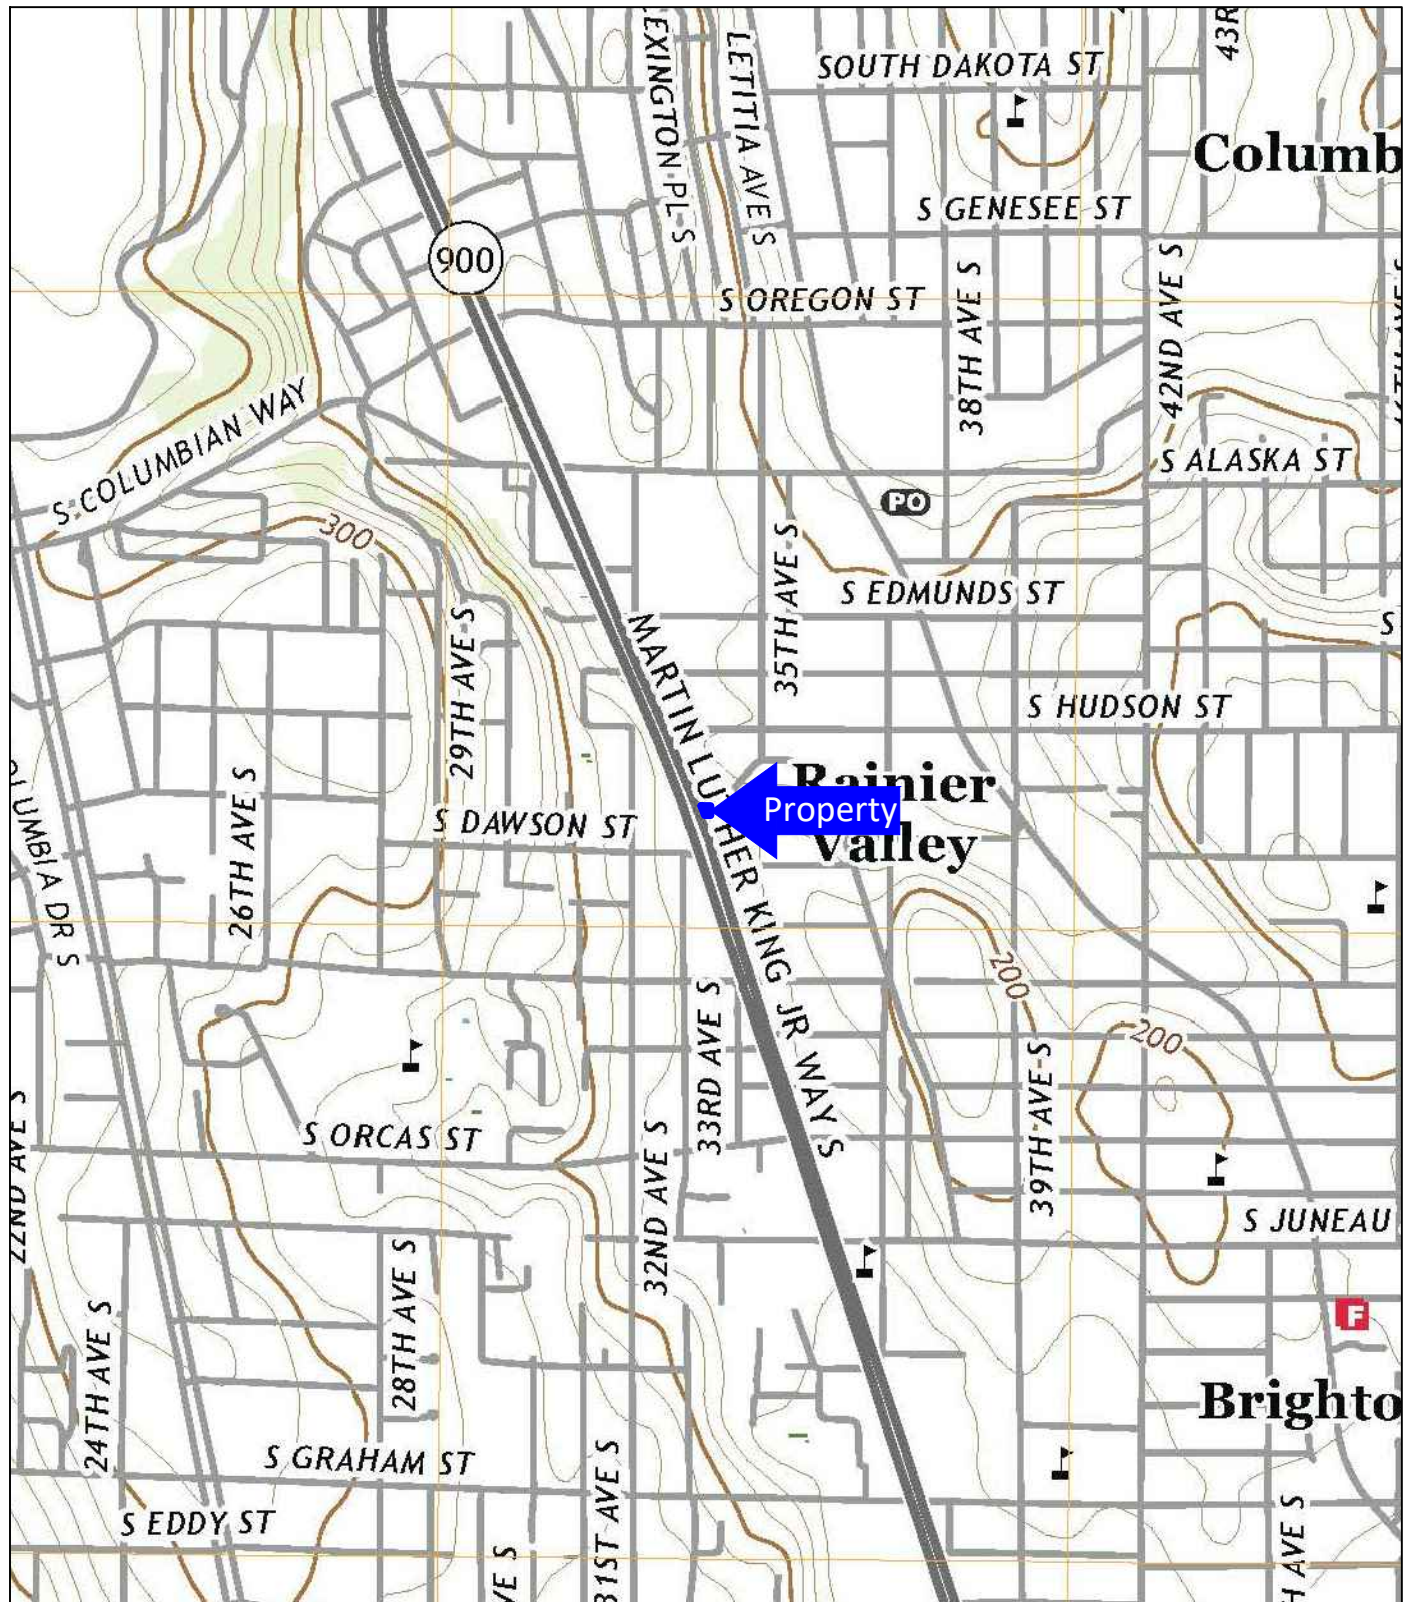 EXINGTON PL S
LETITIA AVE S
SOUTH DAKOTA ST
43R
Columb
S GENESEE ST
900
S OREGON ST
38TH AVE S
42ND AVE S
S COLUMBIAN WAY
S ALASKA ST
PO
300
35TH AVE S
S EDMUNDS ST
29TH AVE S
S
MARTIN LUTHER KING JR WAY S
S HUDSON ST
Rainier
Valley
Property
26TH AVE S
S DAWSON ST
OLUMBIA DR S
200
33RD AVE S
200
39TH AVE S
22ND AVE S
S ORCAS ST
32ND AVE S
S JUNEAU
28TH AVE S
24TH AVE S
F
Brighto
S GRAHAM ST
31ST AVE S
S EDDY ST
VE S
H AVE S